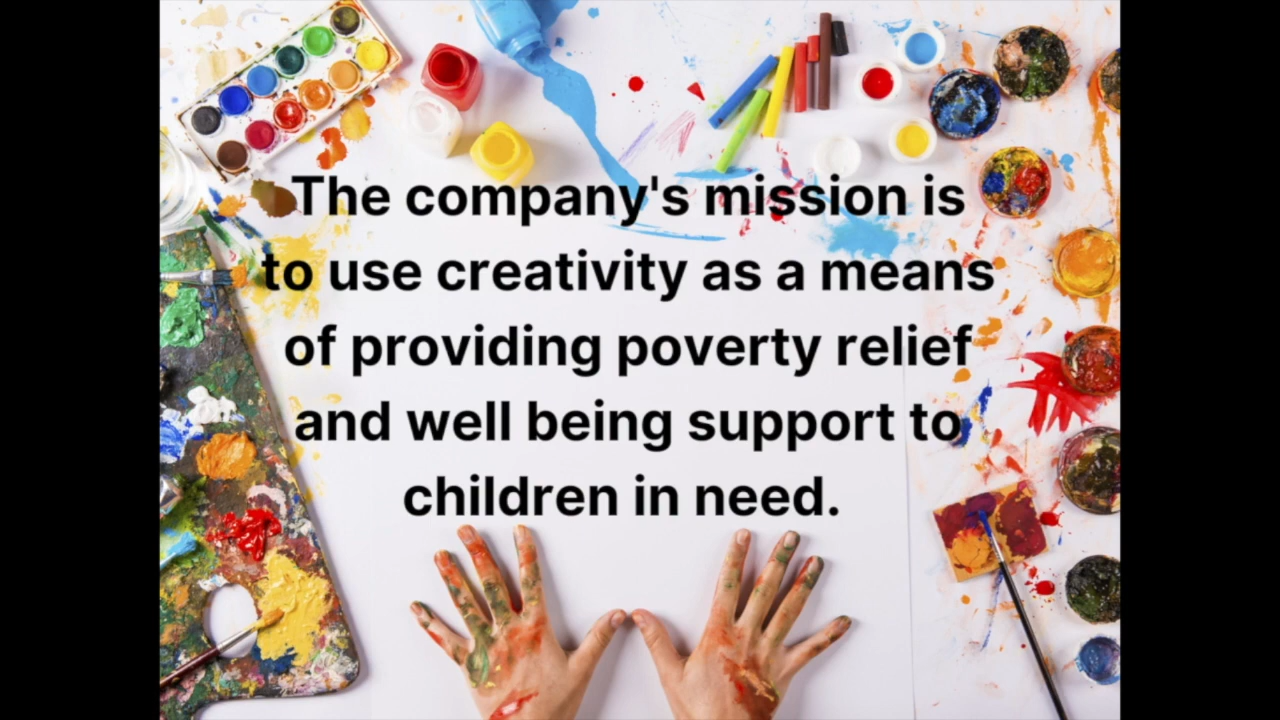 The company's mission is
to use creativity as a means
of providing poverty relief
and well being support to
children in need.